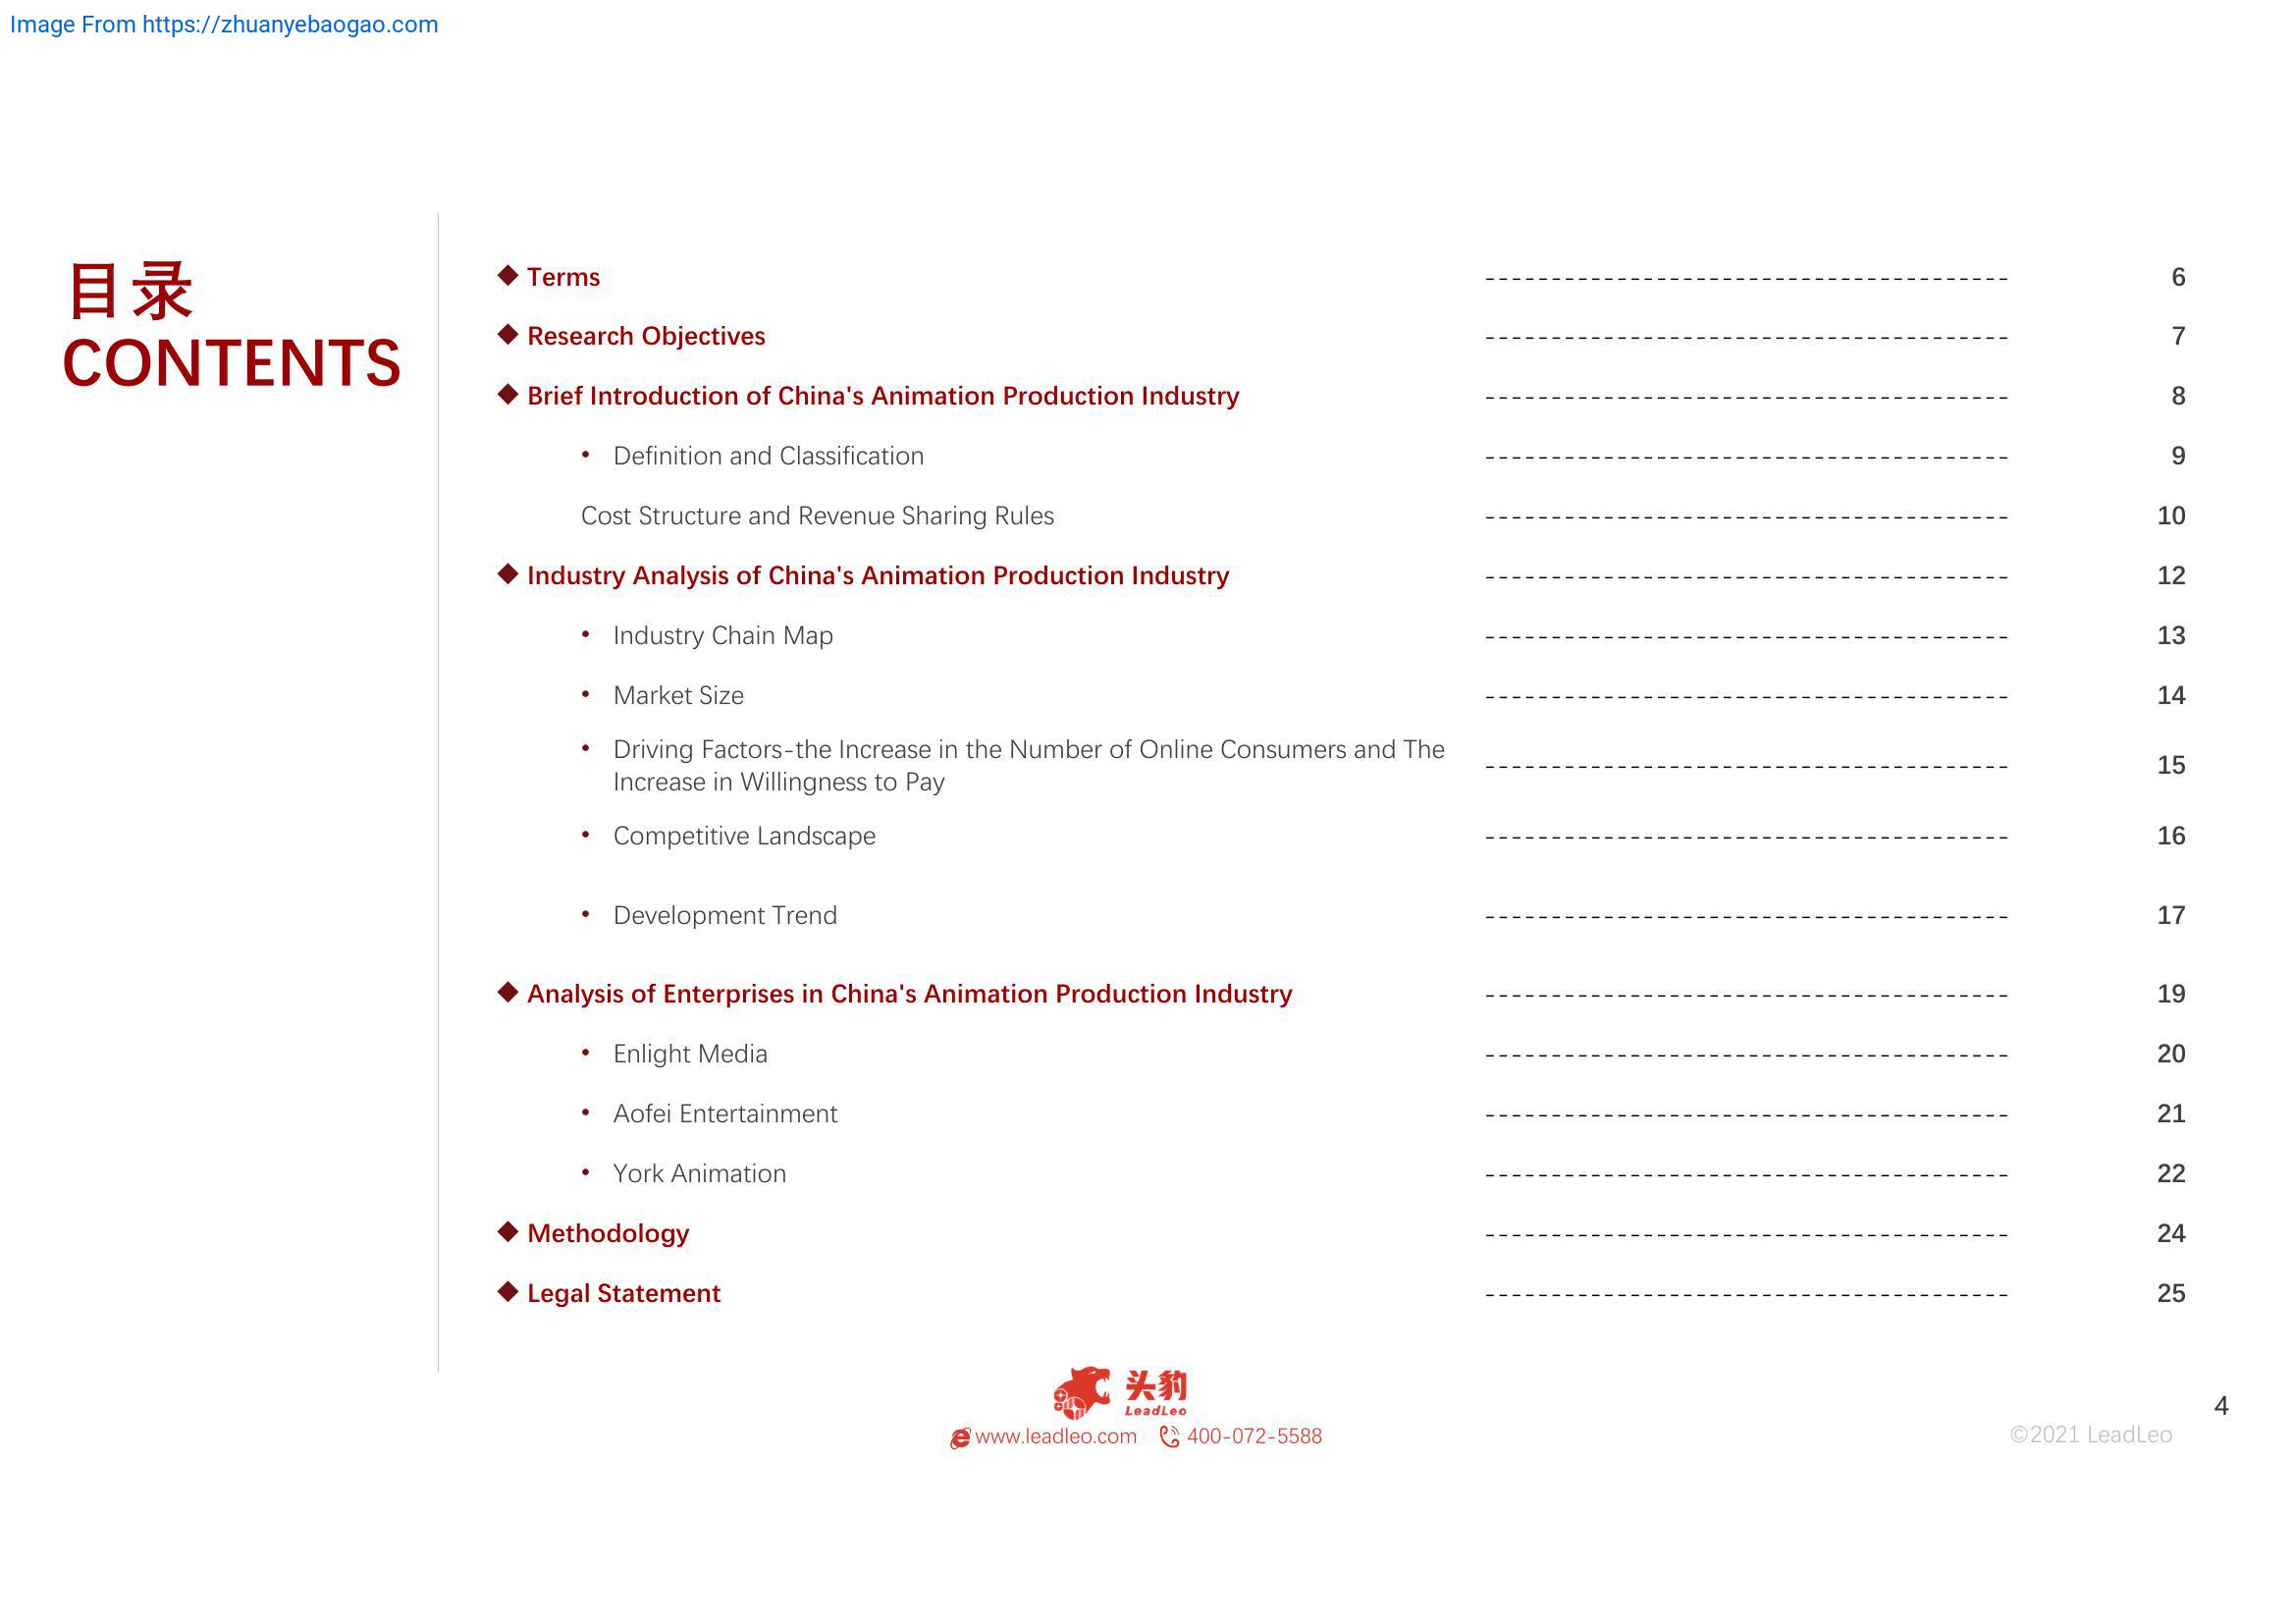 Image From https://zhuanyebaogao.com
目录
CONTENTS
◆ Terms ---------------------------------------- 6
◆ Research Objectives ---------------------------------------- 7
◆ Brief Introduction of China's Animation Production Industry ---------------------------------------- 8
• Definition and Classification ---------------------------------------- 9
Cost Structure and Revenue Sharing Rules ---------------------------------------- 10
◆ Industry Analysis of China's Animation Production Industry ---------------------------------------- 12
• Industry Chain Map ---------------------------------------- 13
• Market Size ---------------------------------------- 14
• Driving Factors-the Increase in the Number of Online Consumers and The
Increase in Willingness to Pay ---------------------------------------- 15
• Competitive Landscape ---------------------------------------- 16
• Development Trend ---------------------------------------- 17
◆ Analysis of Enterprises in China's Animation Production Industry ---------------------------------------- 19
• Enlight Media ---------------------------------------- 20
• Aofei Entertainment ---------------------------------------- 21
• York Animation ---------------------------------------- 22
◆ Methodology ---------------------------------------- 24
◆ Legal Statement ---------------------------------------- 25
头豹
LeadLeo
www.leadleo.com 400-072-5588
4
©2021 LeadLeo